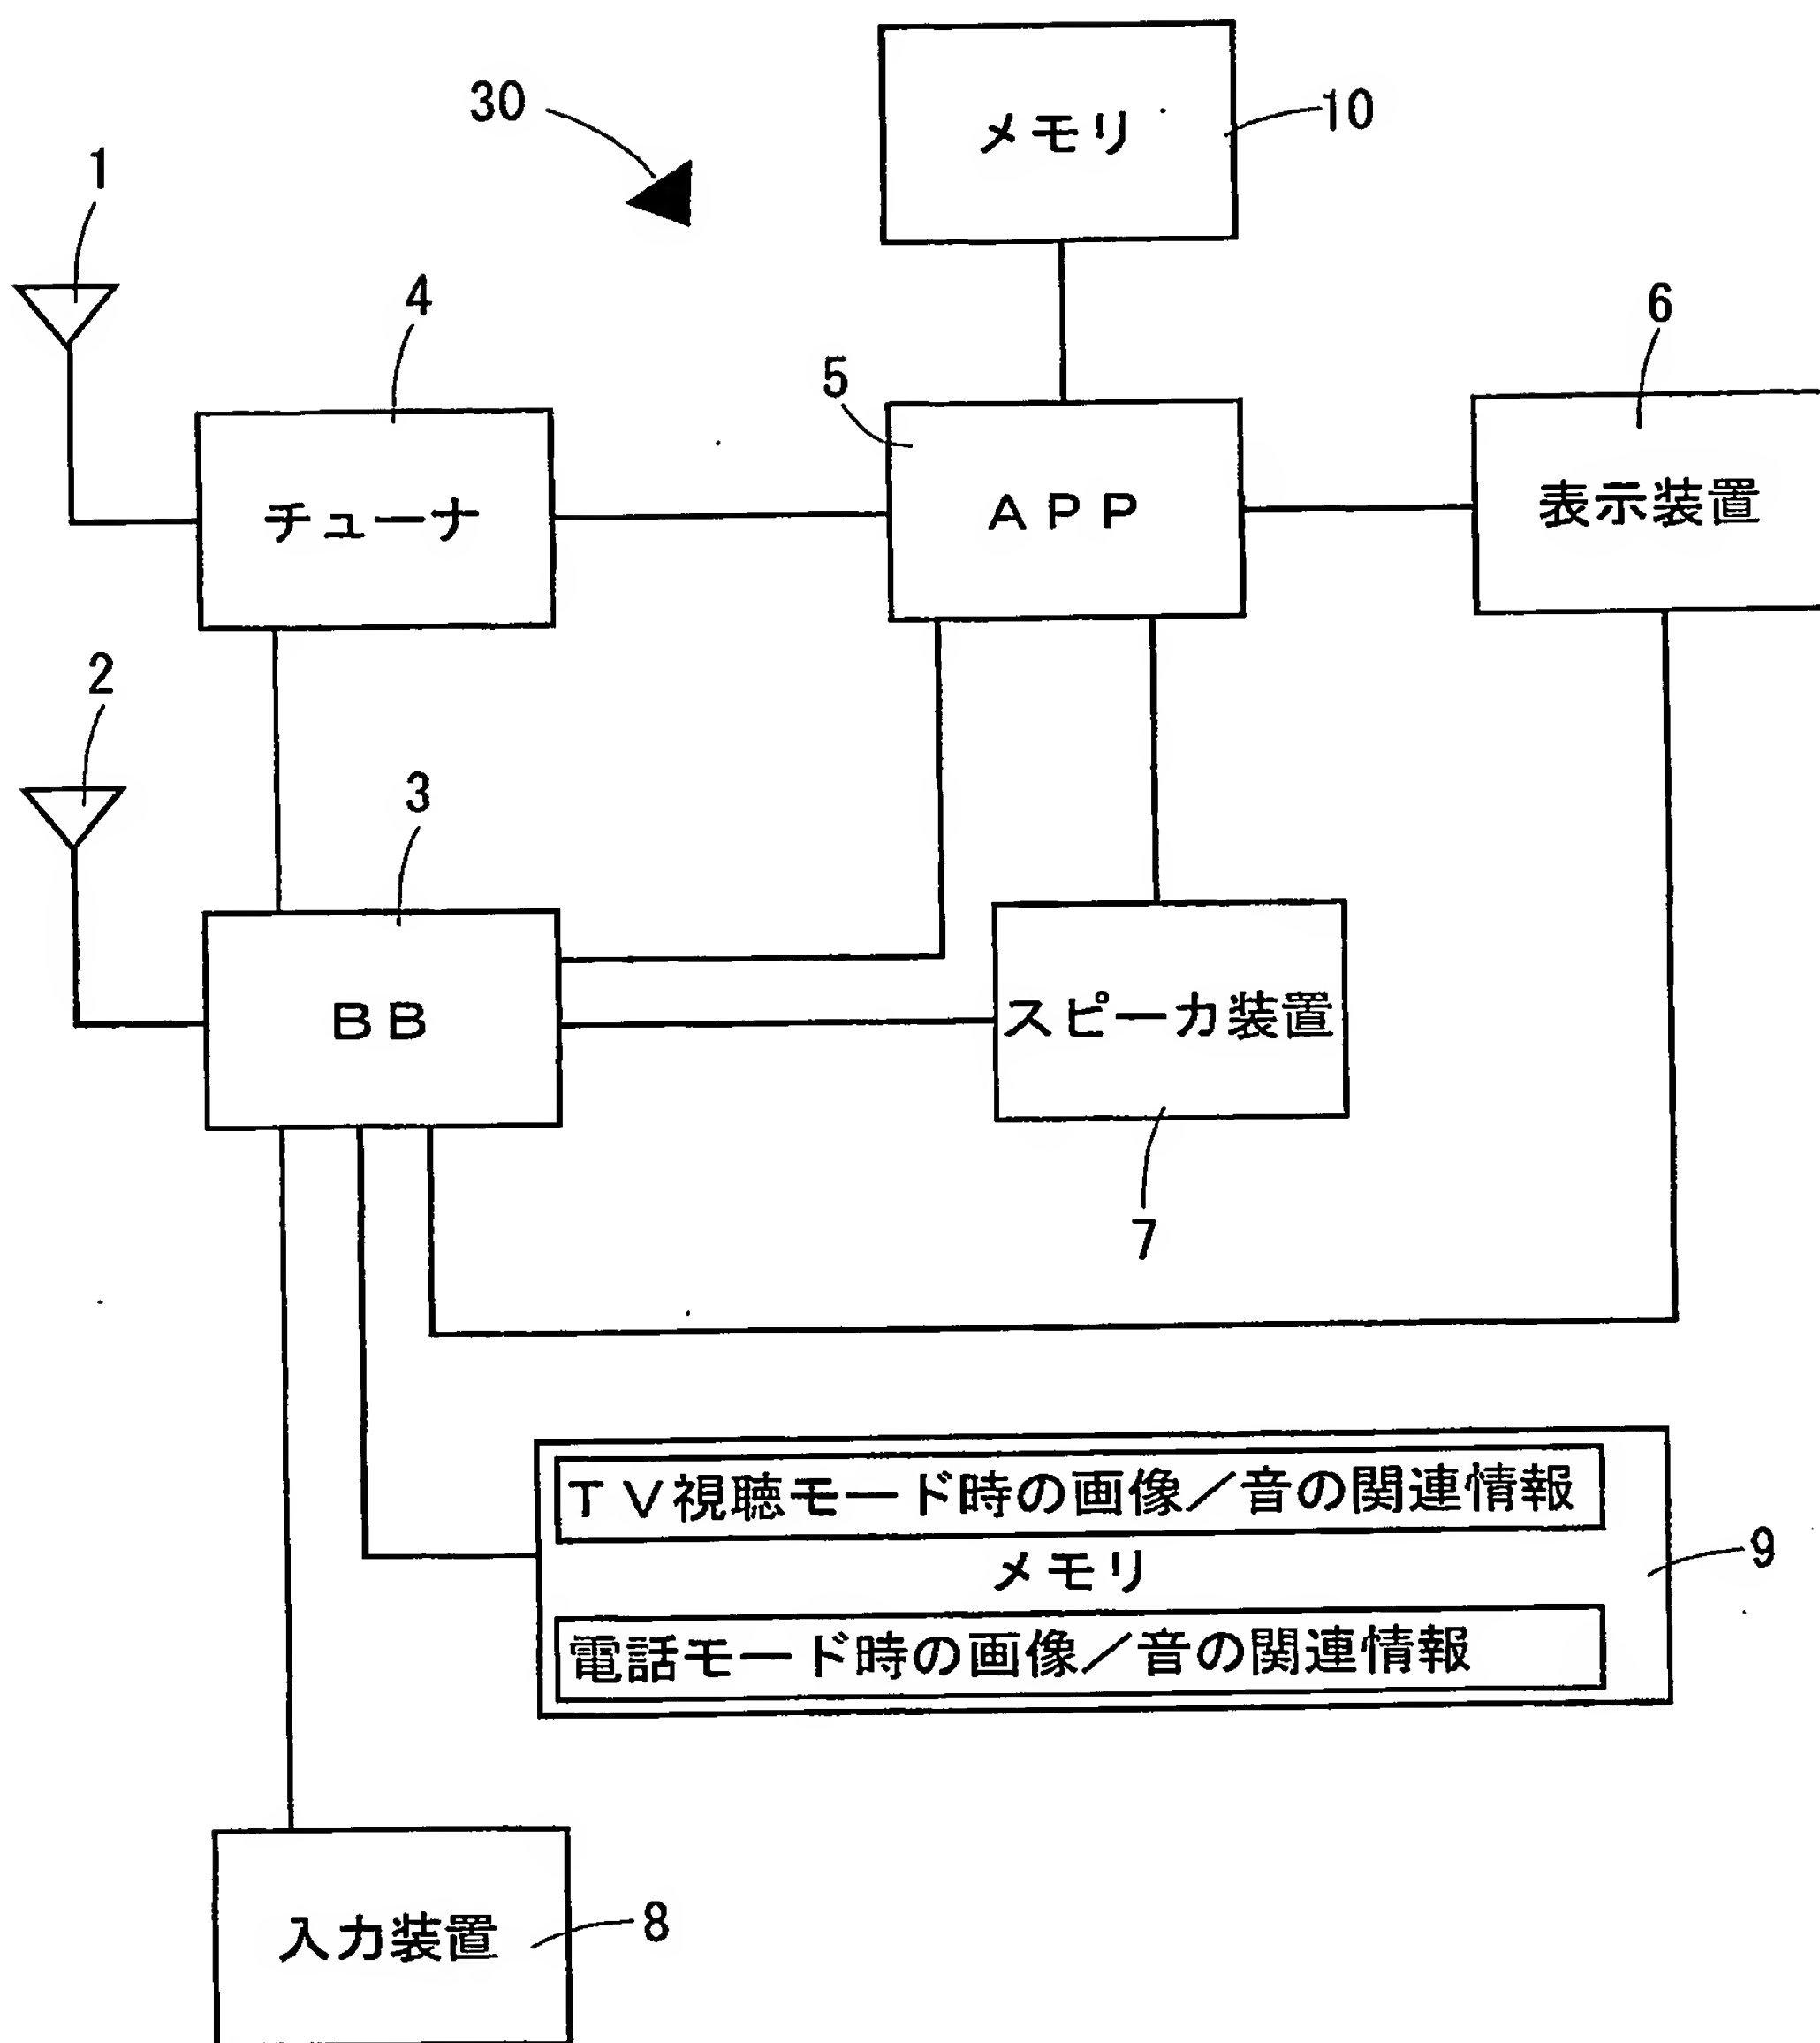 30
メモリ
10
1
4
5
6
チューナ
APP
表示装置
2
3
BB
スピーカ装置
7
TV視聴モード時の画像/音の関連情報
メモリ
9
電話モード時の画像/音の関連情報
入力装置
8